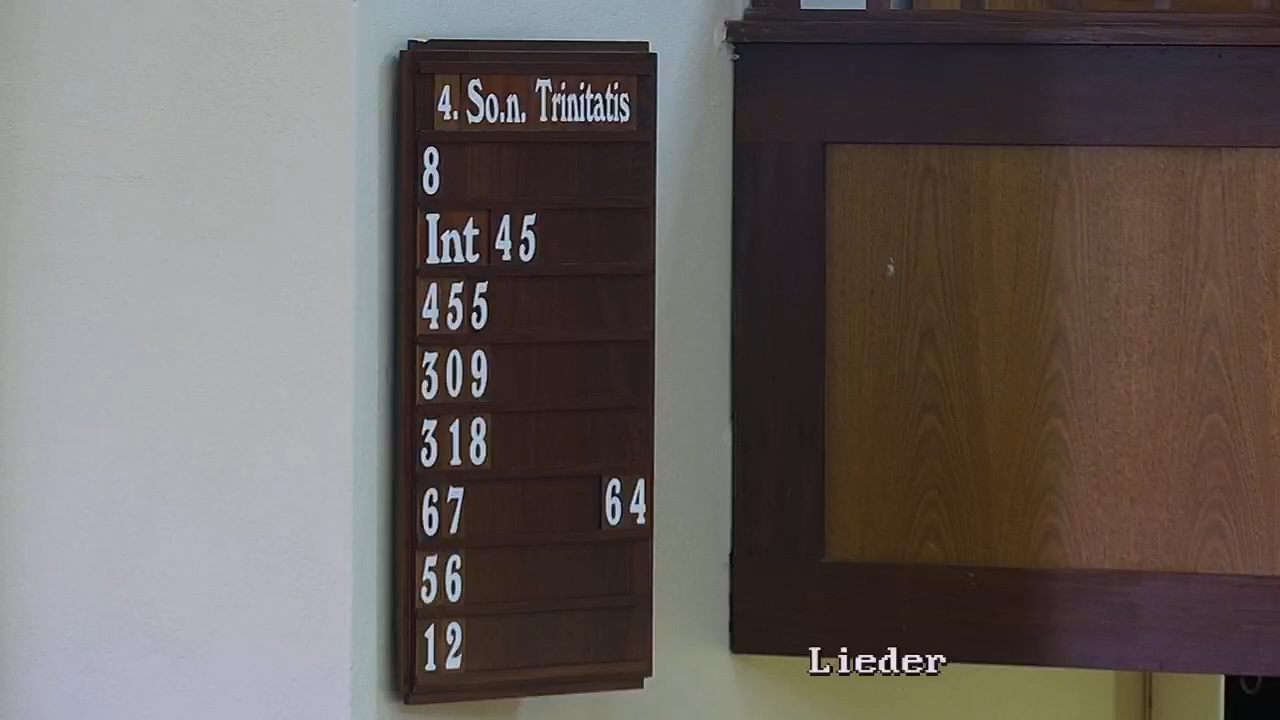 4. So.n. Trinitatis
8
Int 45
455
309
318
67 64
56
12
Lieder